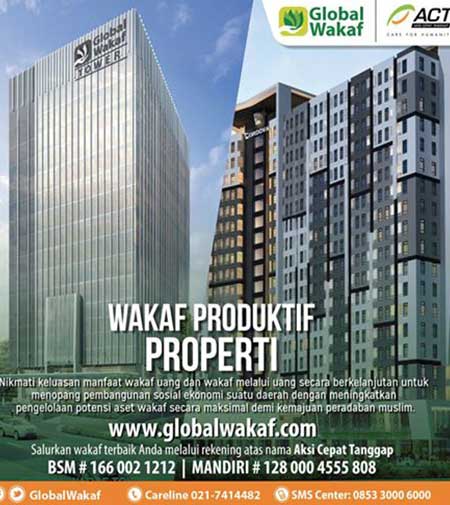 Global
Wakaf
ACT
CARE FOR HUMANITY
Global
Wakaf
TOWER
CORDOVA
WAKAF PRODUKTIF
PROPERTI
Nikmati keluasan manfaat wakaf uang dan wakaf melalui uang secara berkelanjutan untuk
menopang pembangunan sosial ekonomi suatu daerah dengan meningkatkan
pengelolaan potensi aset wakaf secara maksimal demi kemajuan peradaban muslim.
www.globalwakaf.com
Salurkan wakaf terbaik Anda melalui rekening atas nama Aksi Cepat Tanggap
BSM # 166 002 1212 | MANDIRI # 128 000 4555 808
GlobalWakaf
Careline 021-7414482
SMS Center: 0853 3000 6000